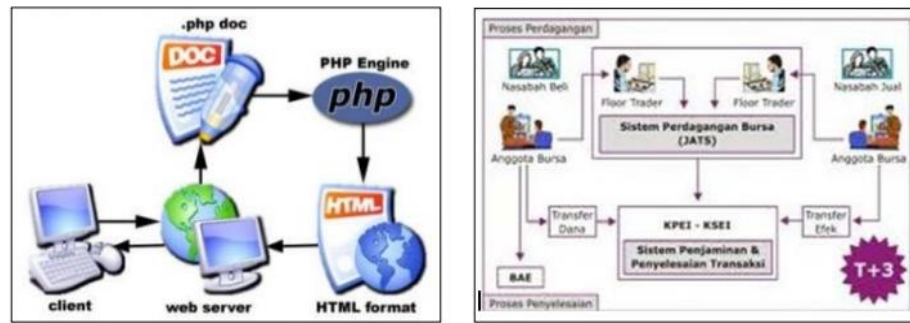 .php doc
DOC
PHP Engine
php
HTML
client
web server
HTML format
Proses Perdagangan
Nasabah Beli
Floor Trader
Floor Trader
Nasabah Jual
Sistem Perdagangan Bursa
(JATS)
Anggota Bursa
Anggota Bursa
Transfer
Dana
KPEI - KSEI
Transfer
Efek
Sistem Penjaminan &
Penyelesaian Transaksi
BAE
T+3
Proses Penyelesaian